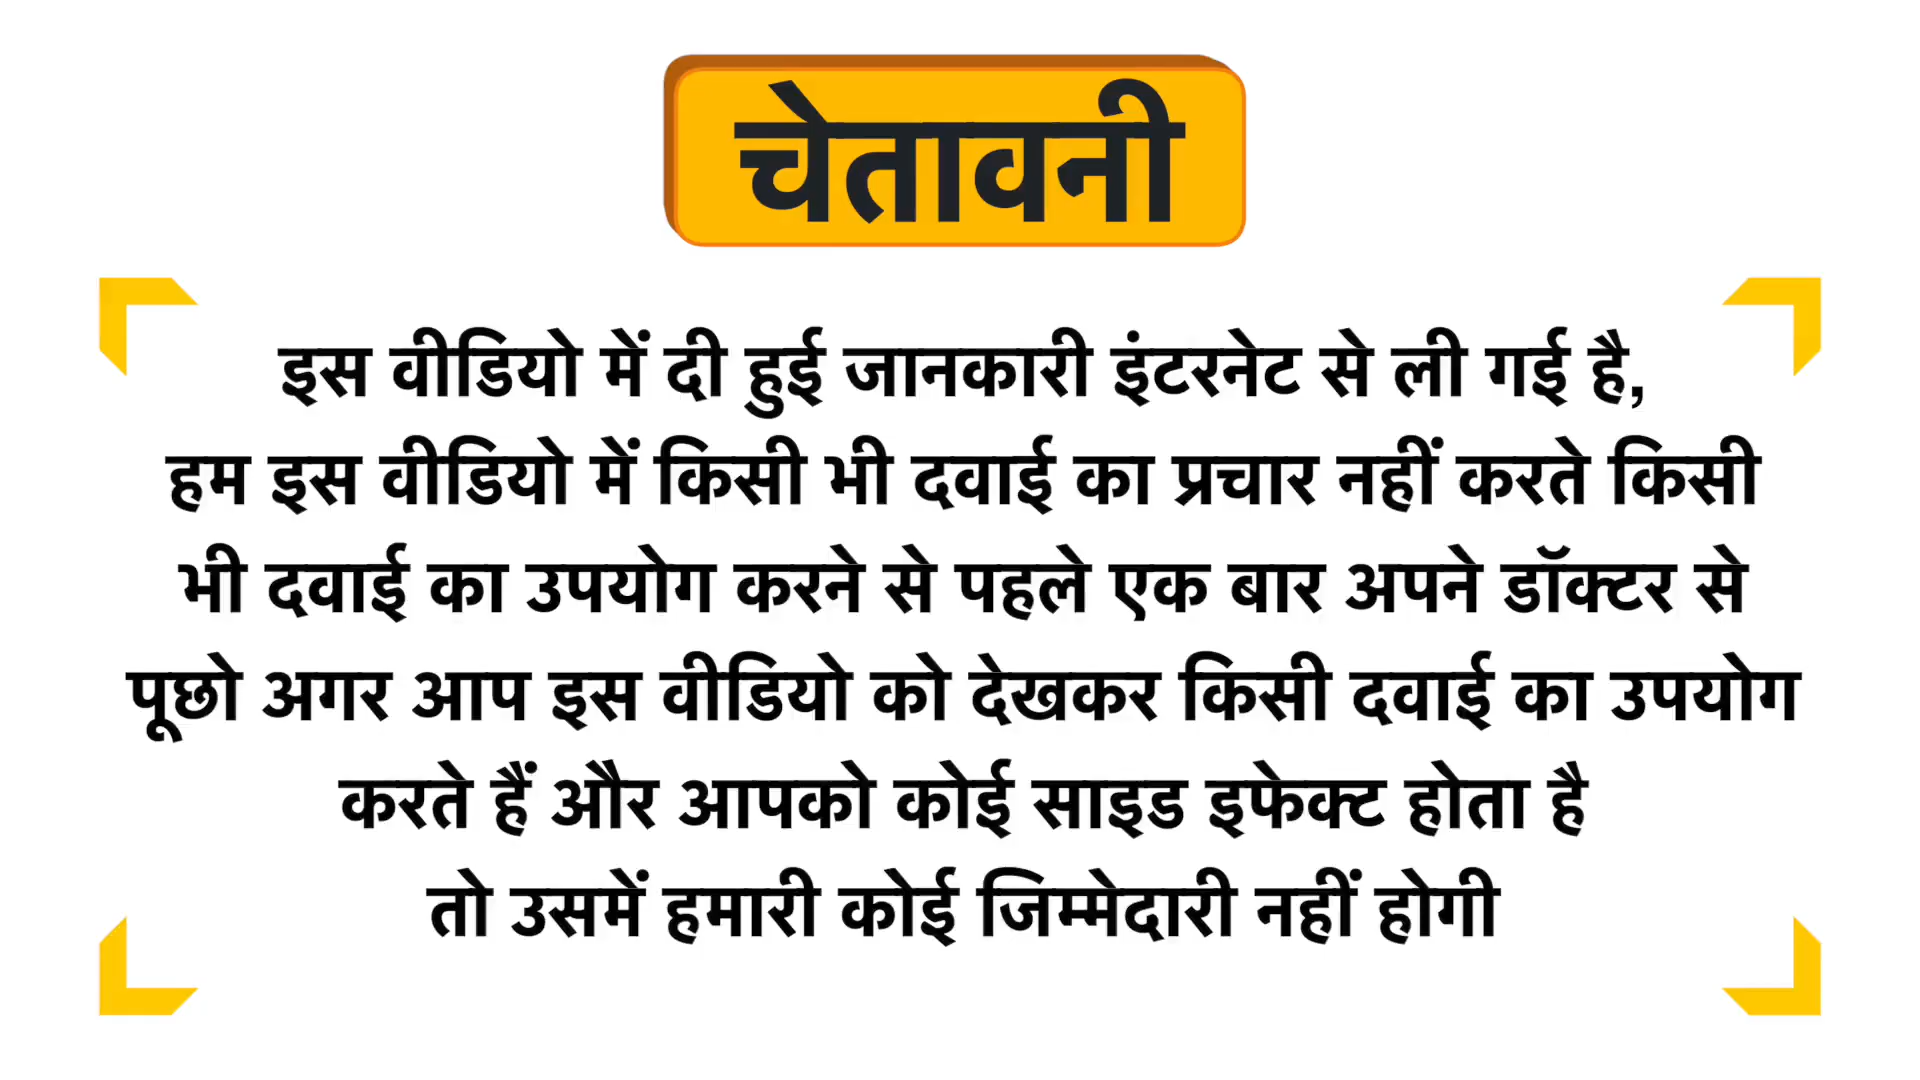 चेतावनी
इस वीडियो में दी हुई जानकारी इंटरनेट से ली गई है,
हम इस वीडियो में किसी भी दवाई का प्रचार नहीं करते किसी
भी दवाई का उपयोग करने से पहले एक बार अपने डॉक्टर से
पूछो अगर आप इस वीडियो को देखकर किसी दवाई का उपयोग
करते हैं और आपको कोई साइड इफेक्ट होता है
तो उसमें हमारी कोई जिम्मेदारी नहीं होगी